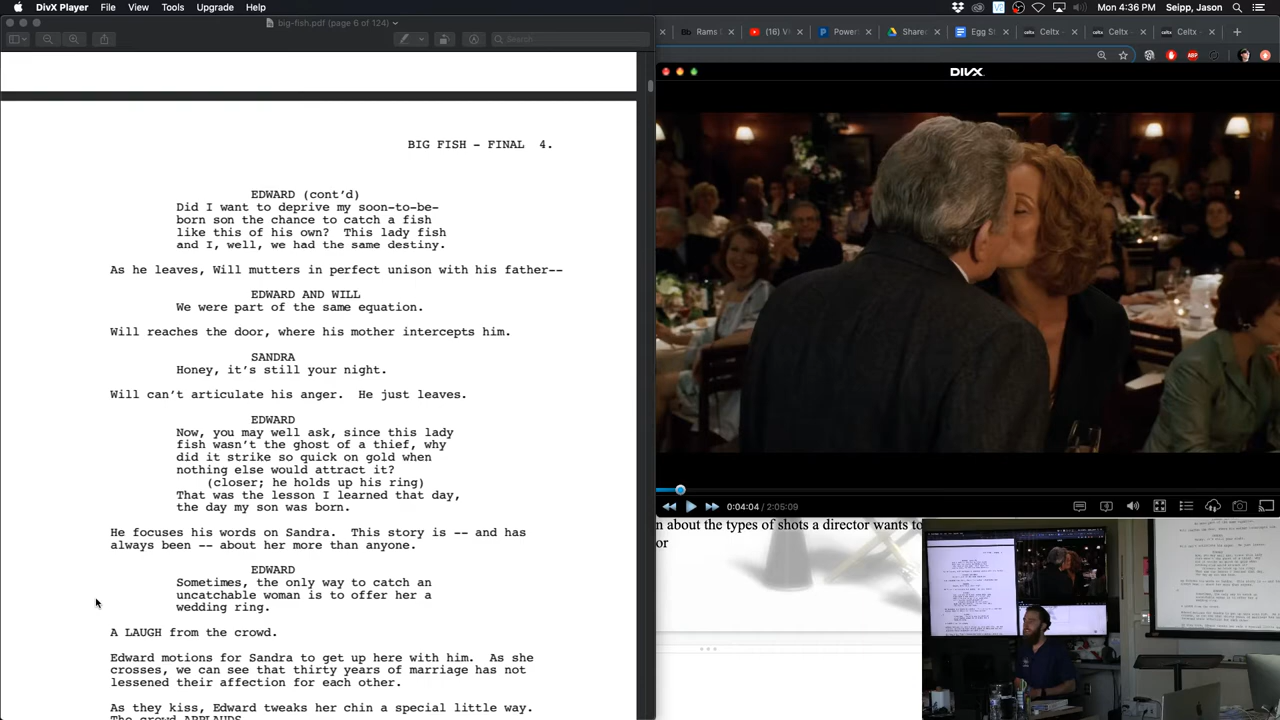 DivX Player File View Tools Upgrade Help Mon 4:36 PM Seipp, Jason
big-fish.pdf (page 6 of 124)
Search
Rams L
(16) V
Power
Share
Egg St
Celtx -
Celtx -
Celtx -
DIVX
BIG FISH - FINAL 4.
EDWARD (cont'd)
Did I want to deprive my soon-to-be-
born son the chance to catch a fish
like this of his own? This lady fish
and I, well, we had the same destiny.
As he leaves, Will mutters in perfect unison with his father--
EDWARD AND WILL
We were part of the same equation.
Will reaches the door, where his mother intercepts him.
SANDRA
Honey, it's still your night.
Will can't articulate his anger. He just leaves.
EDWARD
Now, you may well ask, since this lady
fish wasn't the ghost of a thief, why
did it strike so quick on gold when
nothing else would attract it?
(closer; he holds up his ring)
That was the lesson I learned that day,
the day my son was born.
He focuses his words on Sandra. This story is -- and has
always been -- about her more than anyone.
EDWARD
Sometimes, the only way to catch an
uncatchable woman is to offer her a
wedding ring.
A LAUGH from the crowd.
Edward motions for Sandra to get up here with him. As she
crosses, we can see that thirty years of marriage has not
lessened their affection for each other.
As they kiss, Edward tweaks her chin a special little way.
The crowd APPLAUDS
0:04:04 / 2:05:09
n about the types of shots a director wants to
or